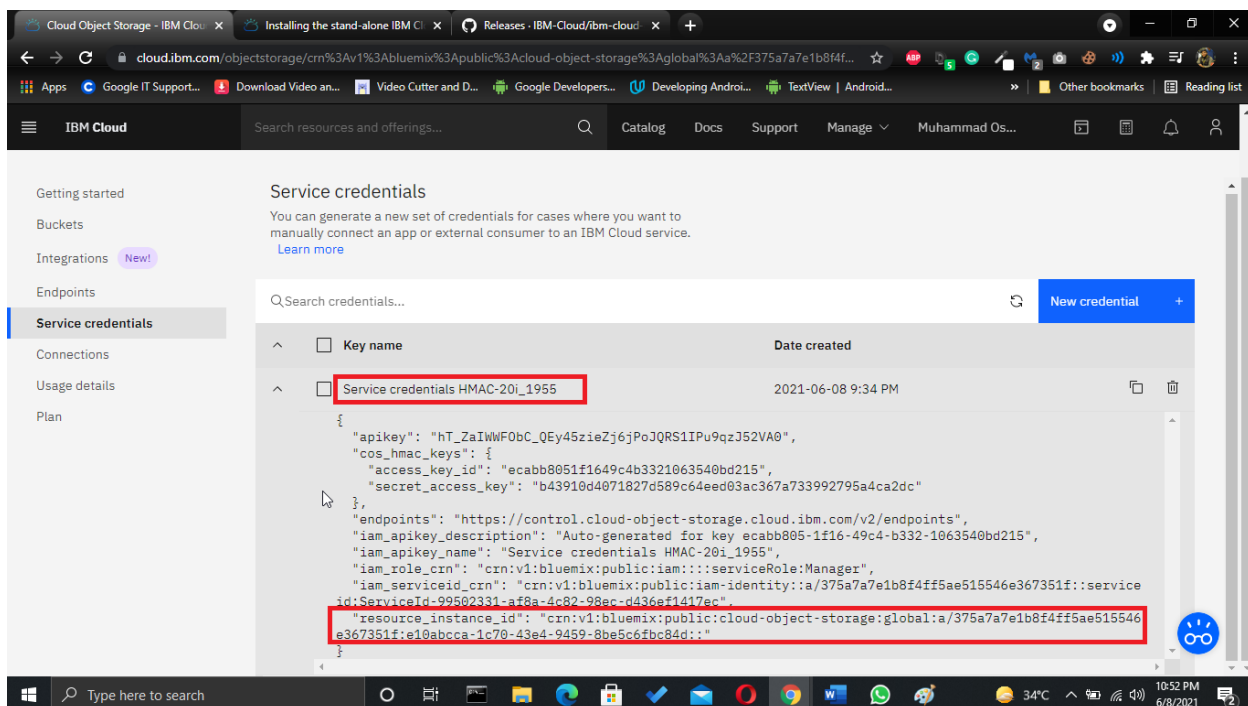 Cloud Object Storage - IBM Clou
Installing the stand-alone IBM Cl
Releases · IBM-Cloud/ibm-cloud-
cloud.ibm.com/objectstorage/crn%3Av1%3Abluemix%3Apublic%3Acloud-object-storage%3Aglobal%3Aa%2F375a7a7e1b8f4f...
Apps
Google IT Support...
Download Video an...
Video Cutter and D...
Google Developers...
Developing Androi...
TextView | Android...
»
Other bookmarks
Reading list
IBM Cloud
Search resources and offerings...
Catalog
Docs
Support
Manage
Muhammad Os...
Getting started
Buckets
Integrations New!
Endpoints
Service credentials
Connections
Usage details
Plan
Service credentials
You can generate a new set of credentials for cases where you want to
manually connect an app or external consumer to an IBM Cloud service.
Learn more
Search credentials...
New credential +
Key name
Date created
Service credentials HMAC-20i_1955
2021-06-08 9:34 PM
{
"apikey": "hT_ZaIWWFObC_QEy45zieZj6jPoJQRS1IPu9qzJ52VA0",
"cos_hmac_keys": {
"access_key_id": "ecabb8051f1649c4b3321063540bd215",
"secret_access_key": "b43910d4071827d589c64eed03ac367a733992795a4ca2dc"
},
"endpoints": "https://control.cloud-object-storage.cloud.ibm.com/v2/endpoints",
"iam_apikey_description": "Auto-generated for key ecabb805-1f16-49c4-b332-1063540bd215",
"iam_apikey_name": "Service credentials HMAC-20i_1955",
"iam_role_crn": "crn:v1:bluemix:public:iam::::serviceRole:Manager",
"iam_serviceid_crn": "crn:v1:bluemix:public:iam-identity::a/375a7a7e1b8f4ff5ae515546e367351f::service
id:ServiceId-99502331-af8a-4c82-98ec-d436ef1417ec",
"resource_instance_id": "crn:v1:bluemix:public:cloud-object-storage:global:a/375a7a7e1b8f4ff5ae515546
e367351f:e10abcca-1c70-43e4-9459-8be5c6fbc84d::"
}
Type here to search
34°C
10:52 PM
6/8/2021